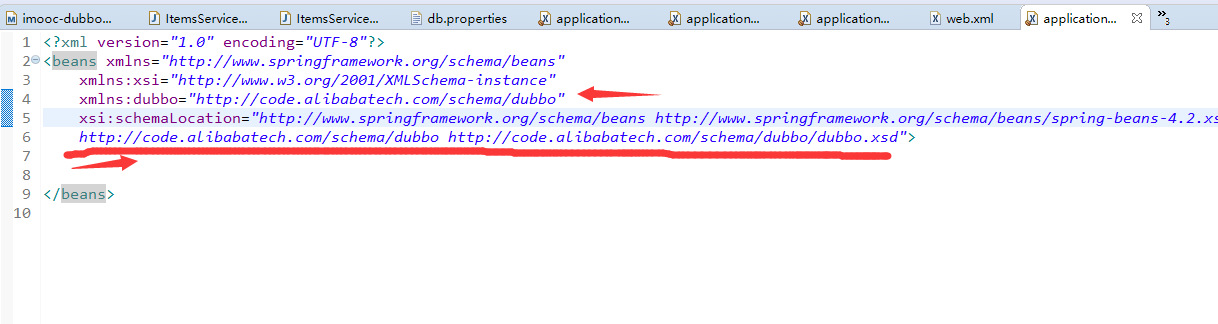 imooc-dubbo...
ItemsService...
ItemsService...
db.properties
application...
application...
application...
web.xml
application...
»3
1 <?xml version="1.0" encoding="UTF-8"?>
2 <beans xmlns="http://www.springframework.org/schema/beans"
3 xmlns:xsi="http://www.w3.org/2001/XMLSchema-instance"
4 xmlns:dubbo="http://code.alibabatech.com/schema/dubbo"
5 xsi:schemaLocation="http://www.springframework.org/schema/beans http://www.springframework.org/schema/beans/spring-beans-4.2.xs
6 http://code.alibabatech.com/schema/dubbo http://code.alibabatech.com/schema/dubbo/dubbo.xsd">
7
8
9 </beans>
10